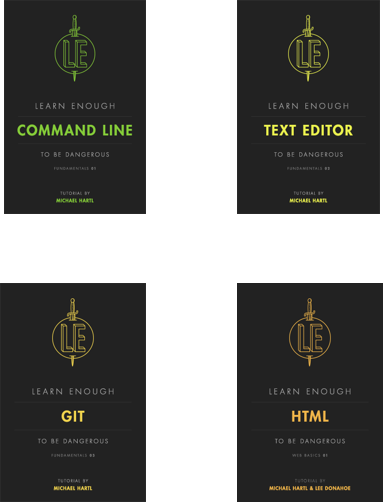 LE
LEARN ENOUGH
COMMAND LINE
TO BE DANGEROUS
FUNDAMENTALS 01
TUTORIAL BY
MICHAEL HARTL
LE
LEARN ENOUGH
TEXT EDITOR
TO BE DANGEROUS
FUNDAMENTALS 02
TUTORIAL BY
MICHAEL HARTL
LE
LEARN ENOUGH
GIT
TO BE DANGEROUS
FUNDAMENTALS 03
TUTORIAL BY
MICHAEL HARTL
LE
LEARN ENOUGH
HTML
TO BE DANGEROUS
WEB BASICS 01
TUTORIAL BY
MICHAEL HARTL & LEE DONAHOE